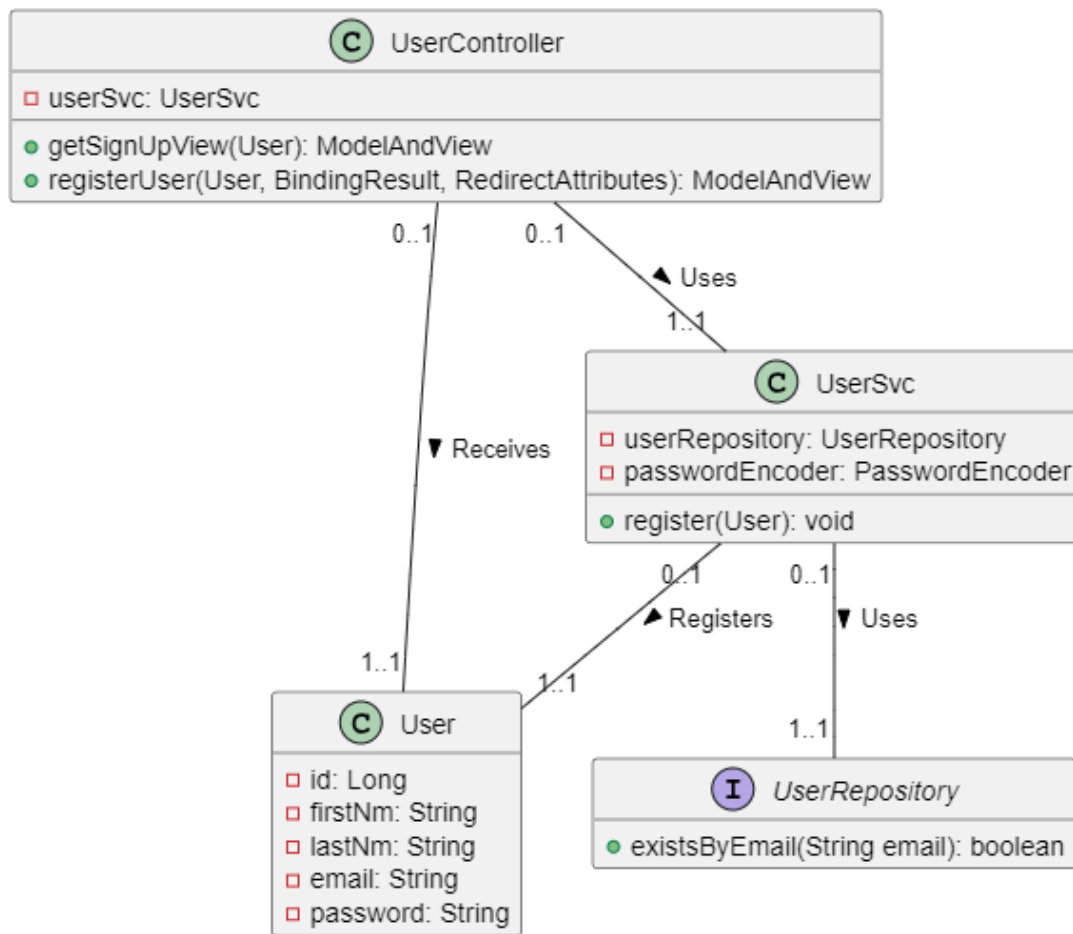 C UserController
userSvc: UserSvc
getSignUpView(User): ModelAndView
registerUser(User, BindingResult, RedirectAttributes): ModelAndView
0..1
0..1
Uses
1..1
C UserSvc
userRepository: UserRepository
passwordEncoder: PasswordEncoder
register(User): void
Receives
0..1
0..1
Registers
Uses
1..1
1..1
1..1
C User
id: Long
firstNm: String
lastNm: String
email: String
password: String
I UserRepository
existsByEmail(String email): boolean